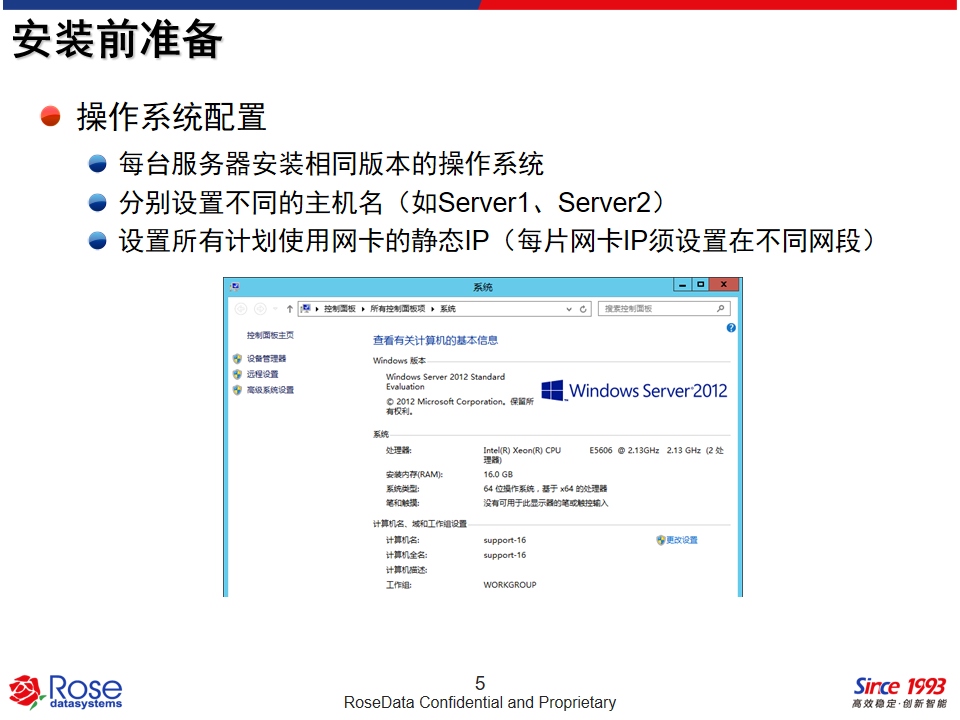 安装前准备
操作系统配置
每台服务器安装相同版本的操作系统
分别设置不同的主机名（如Server1、Server2）
设置所有计划使用网卡的静态IP（每片网卡IP须设置在不同网段）
系统
控制面板 所有控制面板项 系统
搜索控制面板
控制面板主页
设备管理器
远程设置
高级系统设置
查看有关计算机的基本信息
Windows 版本
Windows Server 2012 Standard
Evaluation
© 2012 Microsoft Corporation。保留所
有权利。
Windows Server 2012
系统
处理器: Intel(R) Xeon(R) CPU E5606 @ 2.13GHz 2.13 GHz (2 处
理器)
安装内存(RAM): 16.0 GB
系统类型: 64 位操作系统，基于 x64 的处理器
笔和触摸: 没有可用于此显示器的笔或触控输入
计算机名、域和工作组设置
计算机名: support-16 更改设置
计算机全名: support-16
计算机描述:
工作组: WORKGROUP
Rose
datasystems
5
RoseData Confidential and Proprietary
Since 1993
高效稳定·创新智能